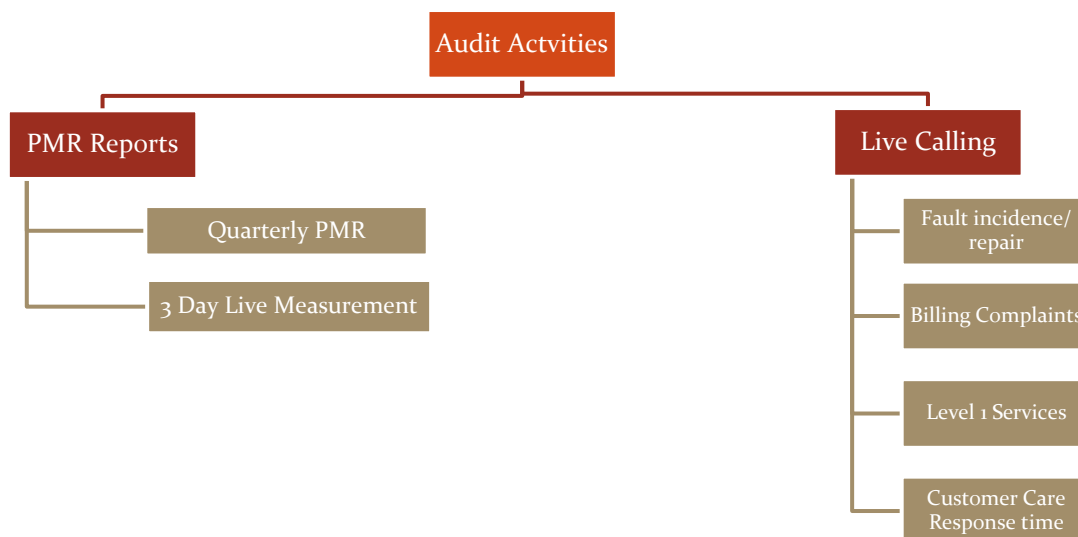 Audit Actvities
PMR Reports
Live Calling
Quarterly PMR
3 Day Live Measurement
Fault incidence/
repair
Billing Complaints
Level 1 Services
Customer Care
Response time